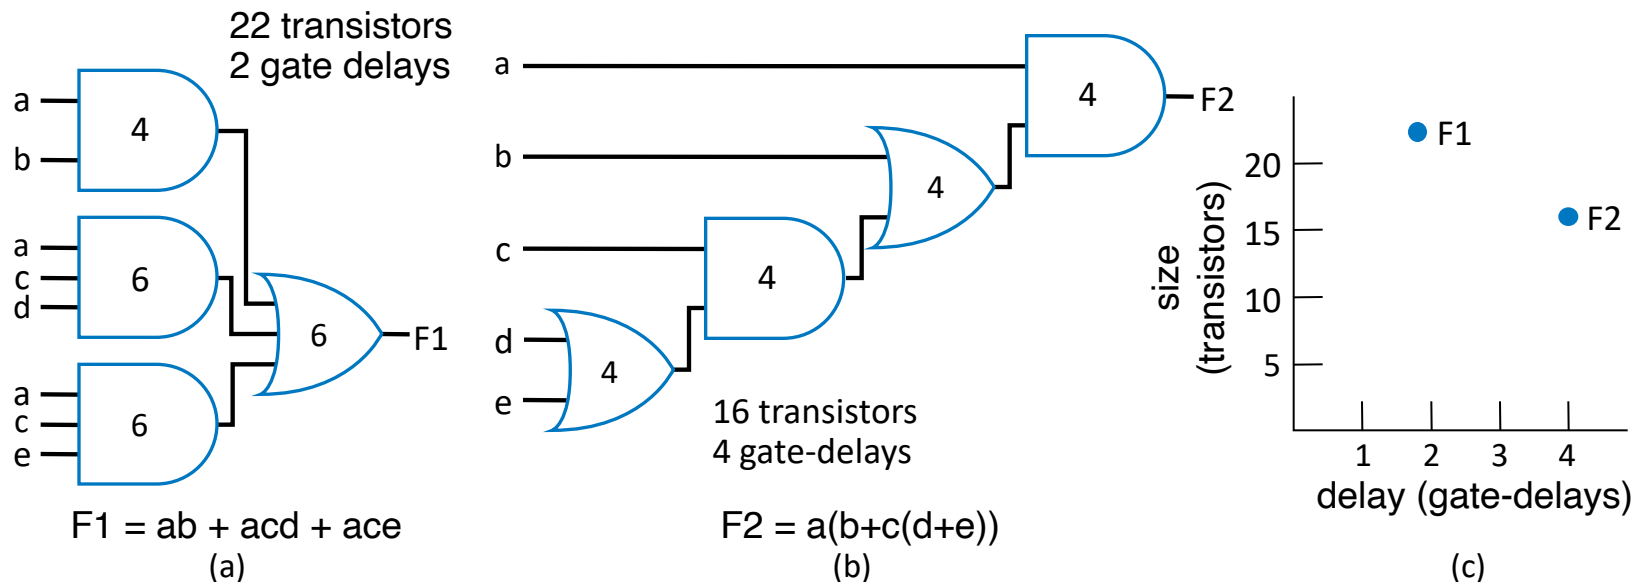 22 transistors
2 gate delays
a
b
4
a
c
d
6
a
c
e
6
6
F1
F1 = ab + acd + ace
(a)
a
b
c
d
e
4
4
4
4
F2
16 transistors
4 gate-delays
F2 = a(b+c(d+e))
(b)
size
(transistors)
20
15
10
5
F1
F2
1 2 3 4
delay (gate-delays)
(c)